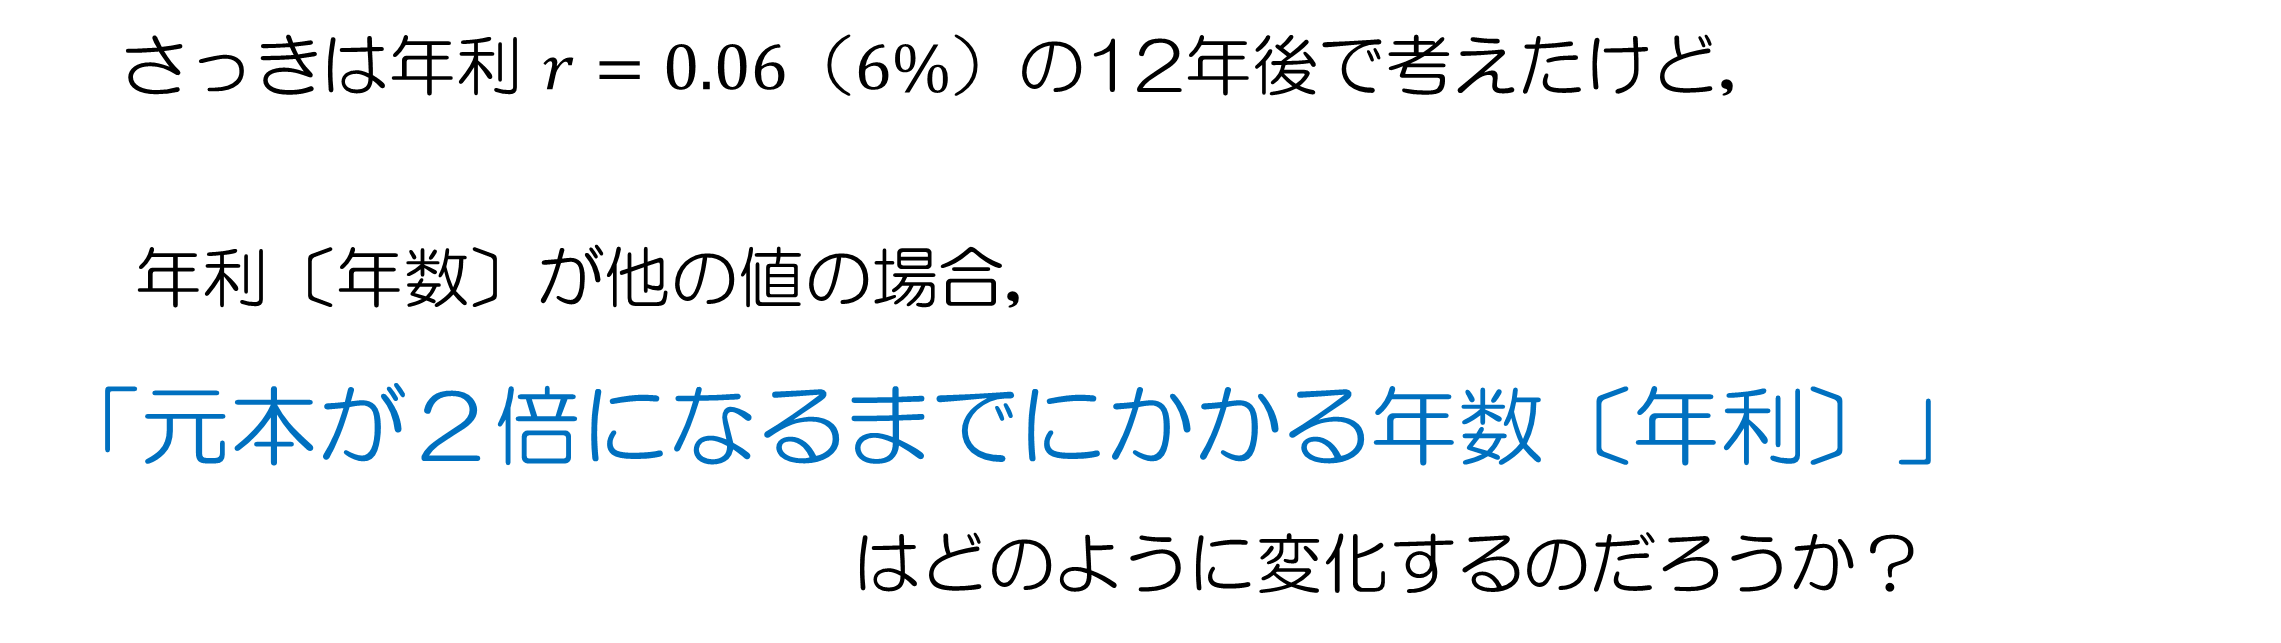 さっきは年利 r = 0.06（6%）の12年後で考えたけど,
年利〔年数〕が他の値の場合,
「元本が２倍になるまでにかかる年数〔年利〕」
はどのように変化するのだろうか？